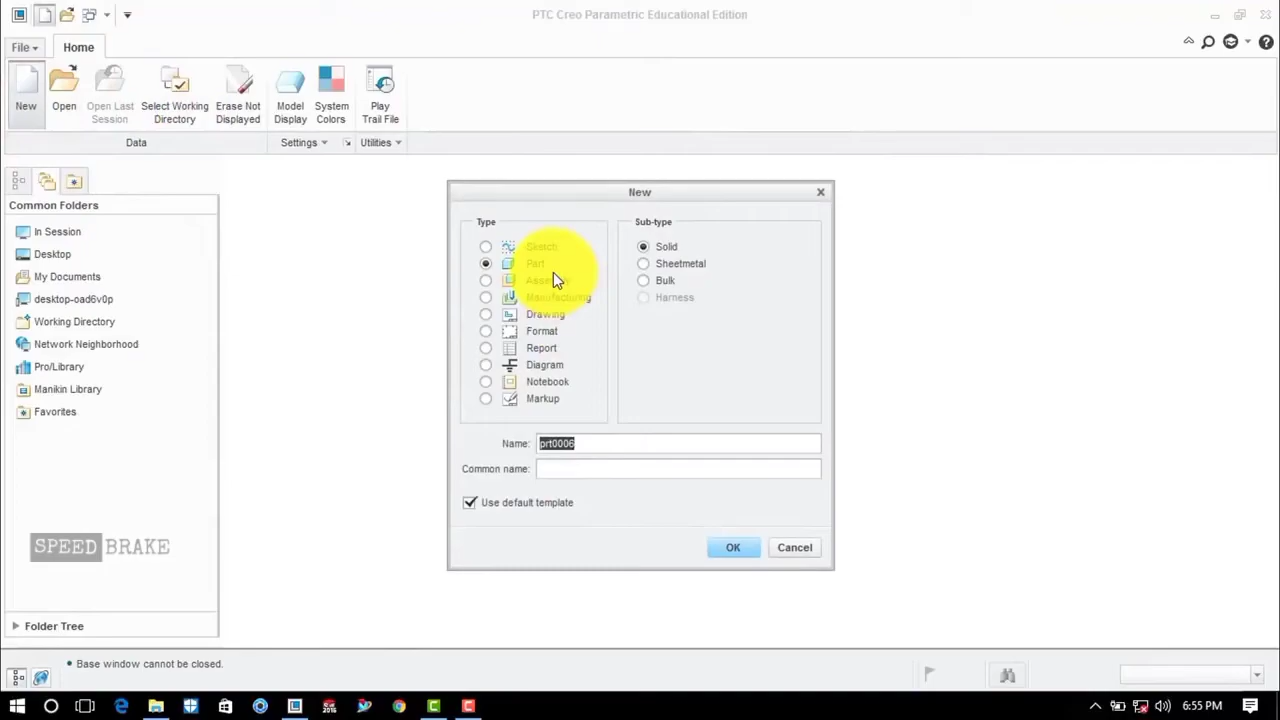 PTC Creo Parametric Educational Edition
File
Home
New
Open
Open Last Session
Select Working Directory
Erase Not Displayed
Model Display
System Colors
Play Trail File
Data
Settings
Utilities
Common Folders
In Session
Desktop
My Documents
desktop-oad6v0p
Working Directory
Network Neighborhood
Pro/Library
Manikin Library
Favorites
SPEED BRAKE
Folder Tree
New
Type
Sketch
Part
Assembly
Manufacturing
Drawing
Format
Report
Diagram
Notebook
Markup
Sub-type
Solid
Sheetmetal
Bulk
Harness
Name: prt0006
Common name:
Use default template
OK
Cancel
Base window cannot be closed.
6:55 PM